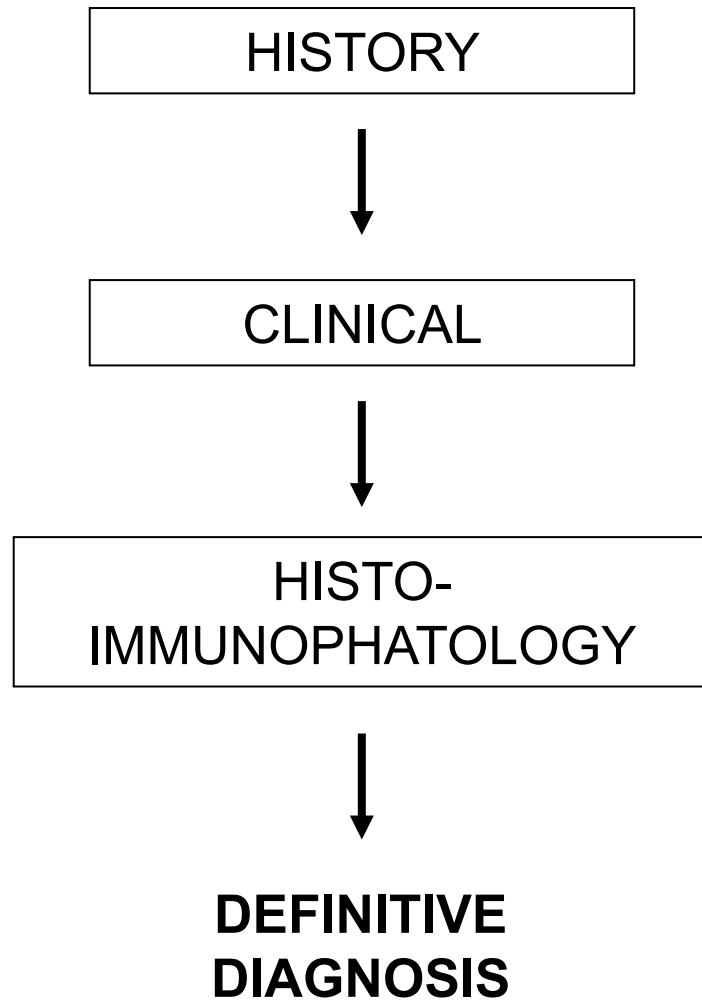 HISTORY
CLINICAL
HISTO-
IMMUNOPHATOLOGY
DEFINITIVE
DIAGNOSIS